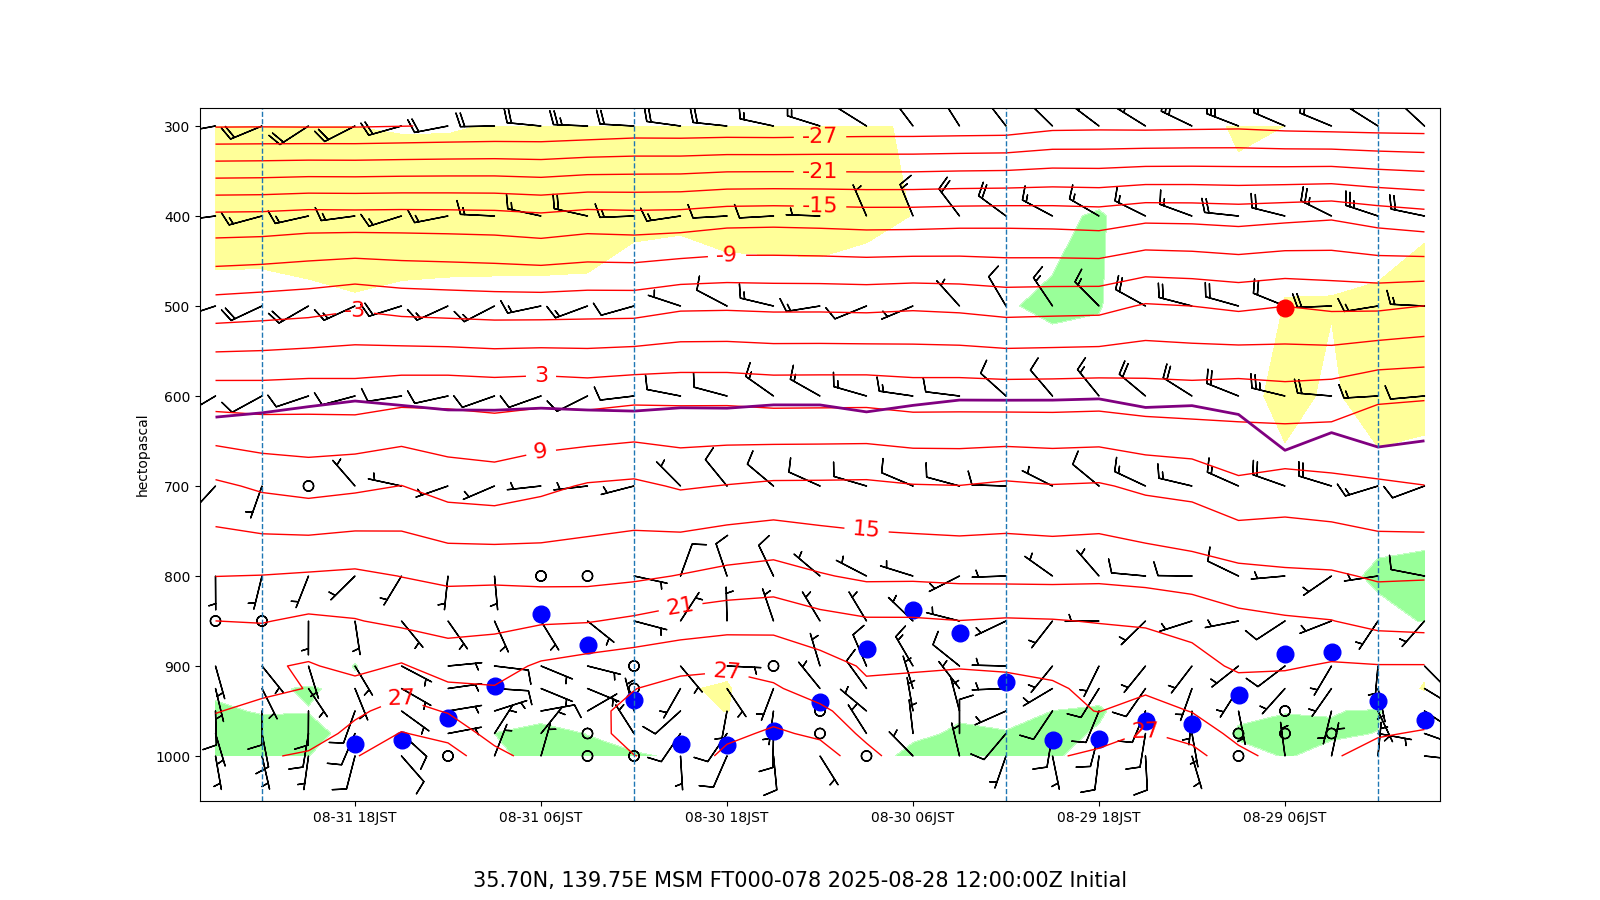 300
400
500
600
700
800
900
1000
hectopascal
-27
-21
-15
-9
3
3
9
15
21
27
27
27
08-31 18JST
08-31 06JST
08-30 18JST
08-30 06JST
08-29 18JST
08-29 06JST
35.70N, 139.75E MSM FT000-078 2025-08-28 12:00:00Z Initial